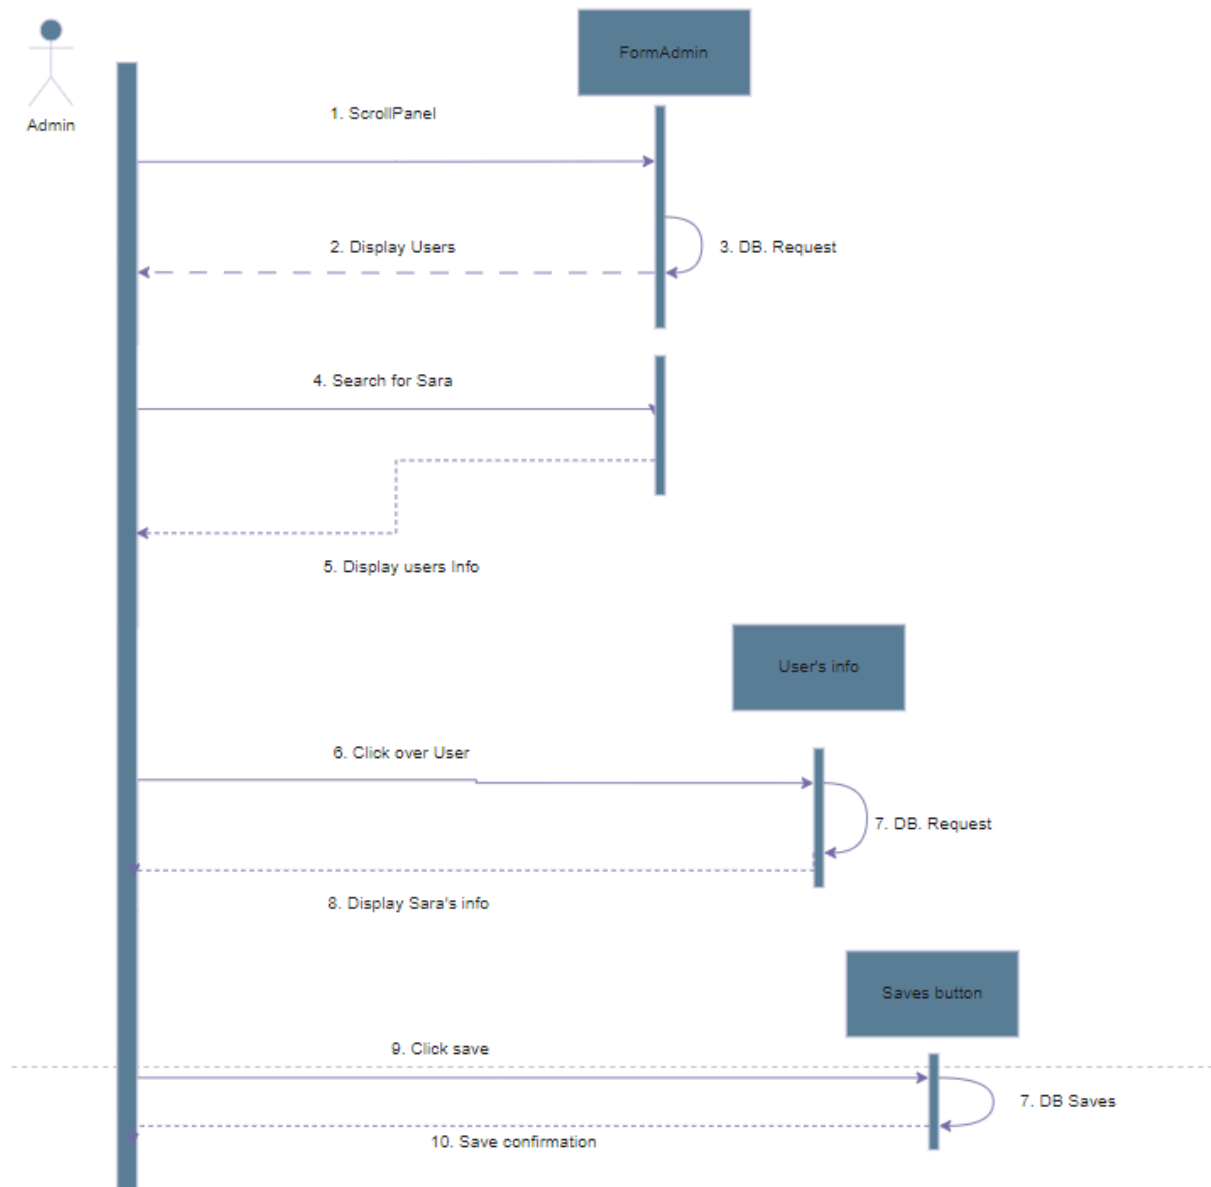 FormAdmin
Admin
1. ScrollPanel
2. Display Users
3. DB. Request
4. Search for Sara
5. Display users Info
User's info
6. Click over User
7. DB. Request
8. Display Sara's info
Saves button
9. Click save
7. DB Saves
10. Save confirmation